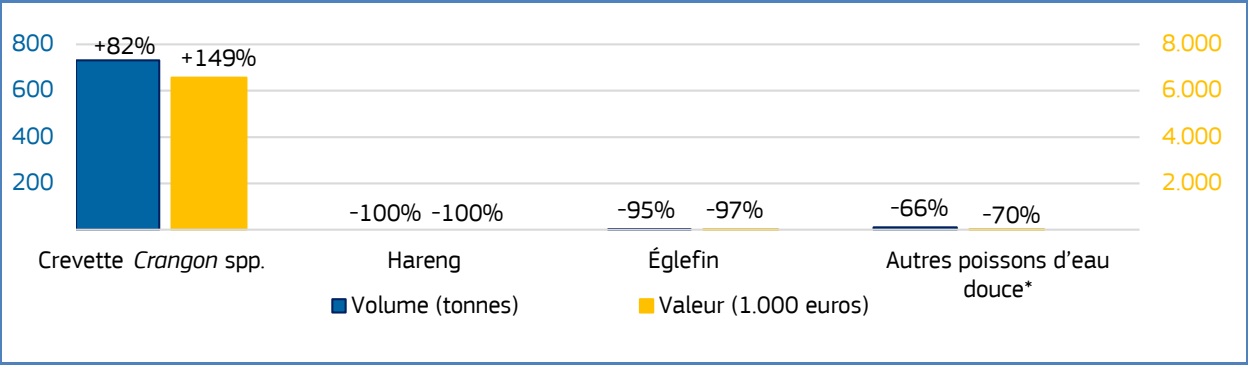 800
600
400
200
8.000
6.000
4.000
2.000
+82%
+149%
-100% -100%
-95%
-97%
-66%
-70%
Crevette Crangon spp.
Hareng
Églefin
Autres poissons d'eau
douce*
Volume (tonnes)
Valeur (1.000 euros)